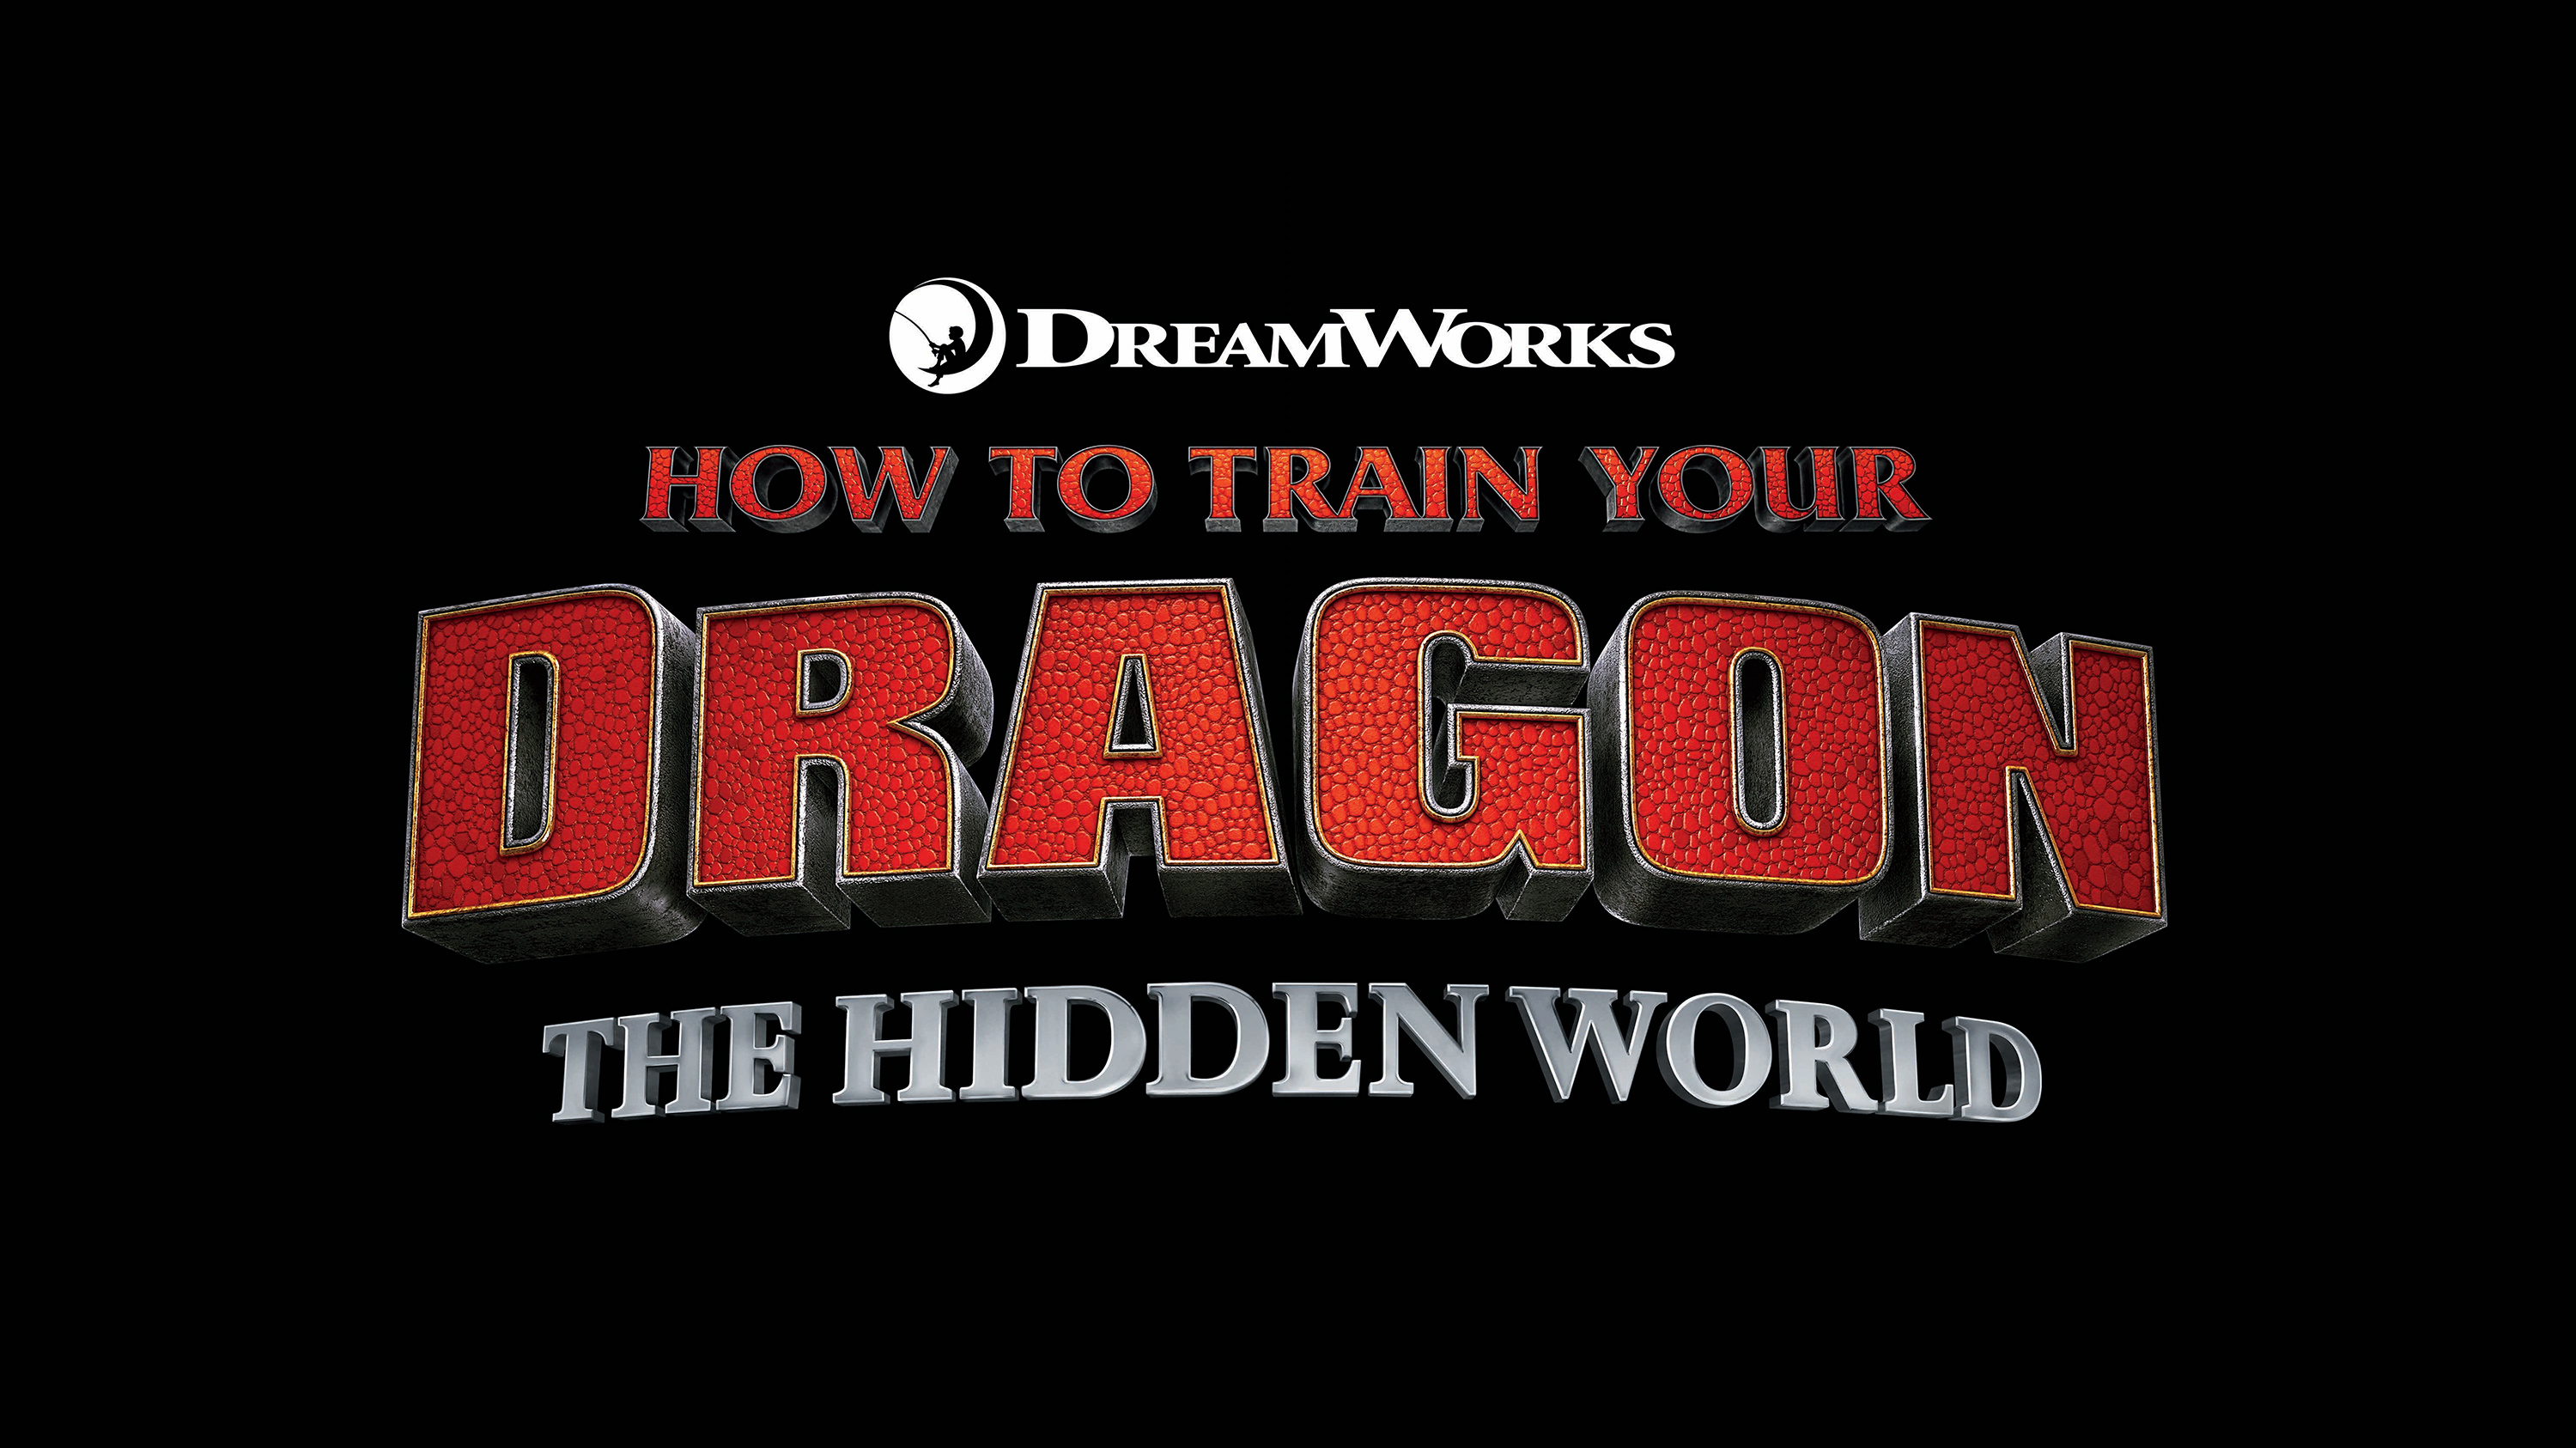 DREAMWORKS
HOW TO TRAIN YOUR
DRAGON
THE HIDDEN WORLD